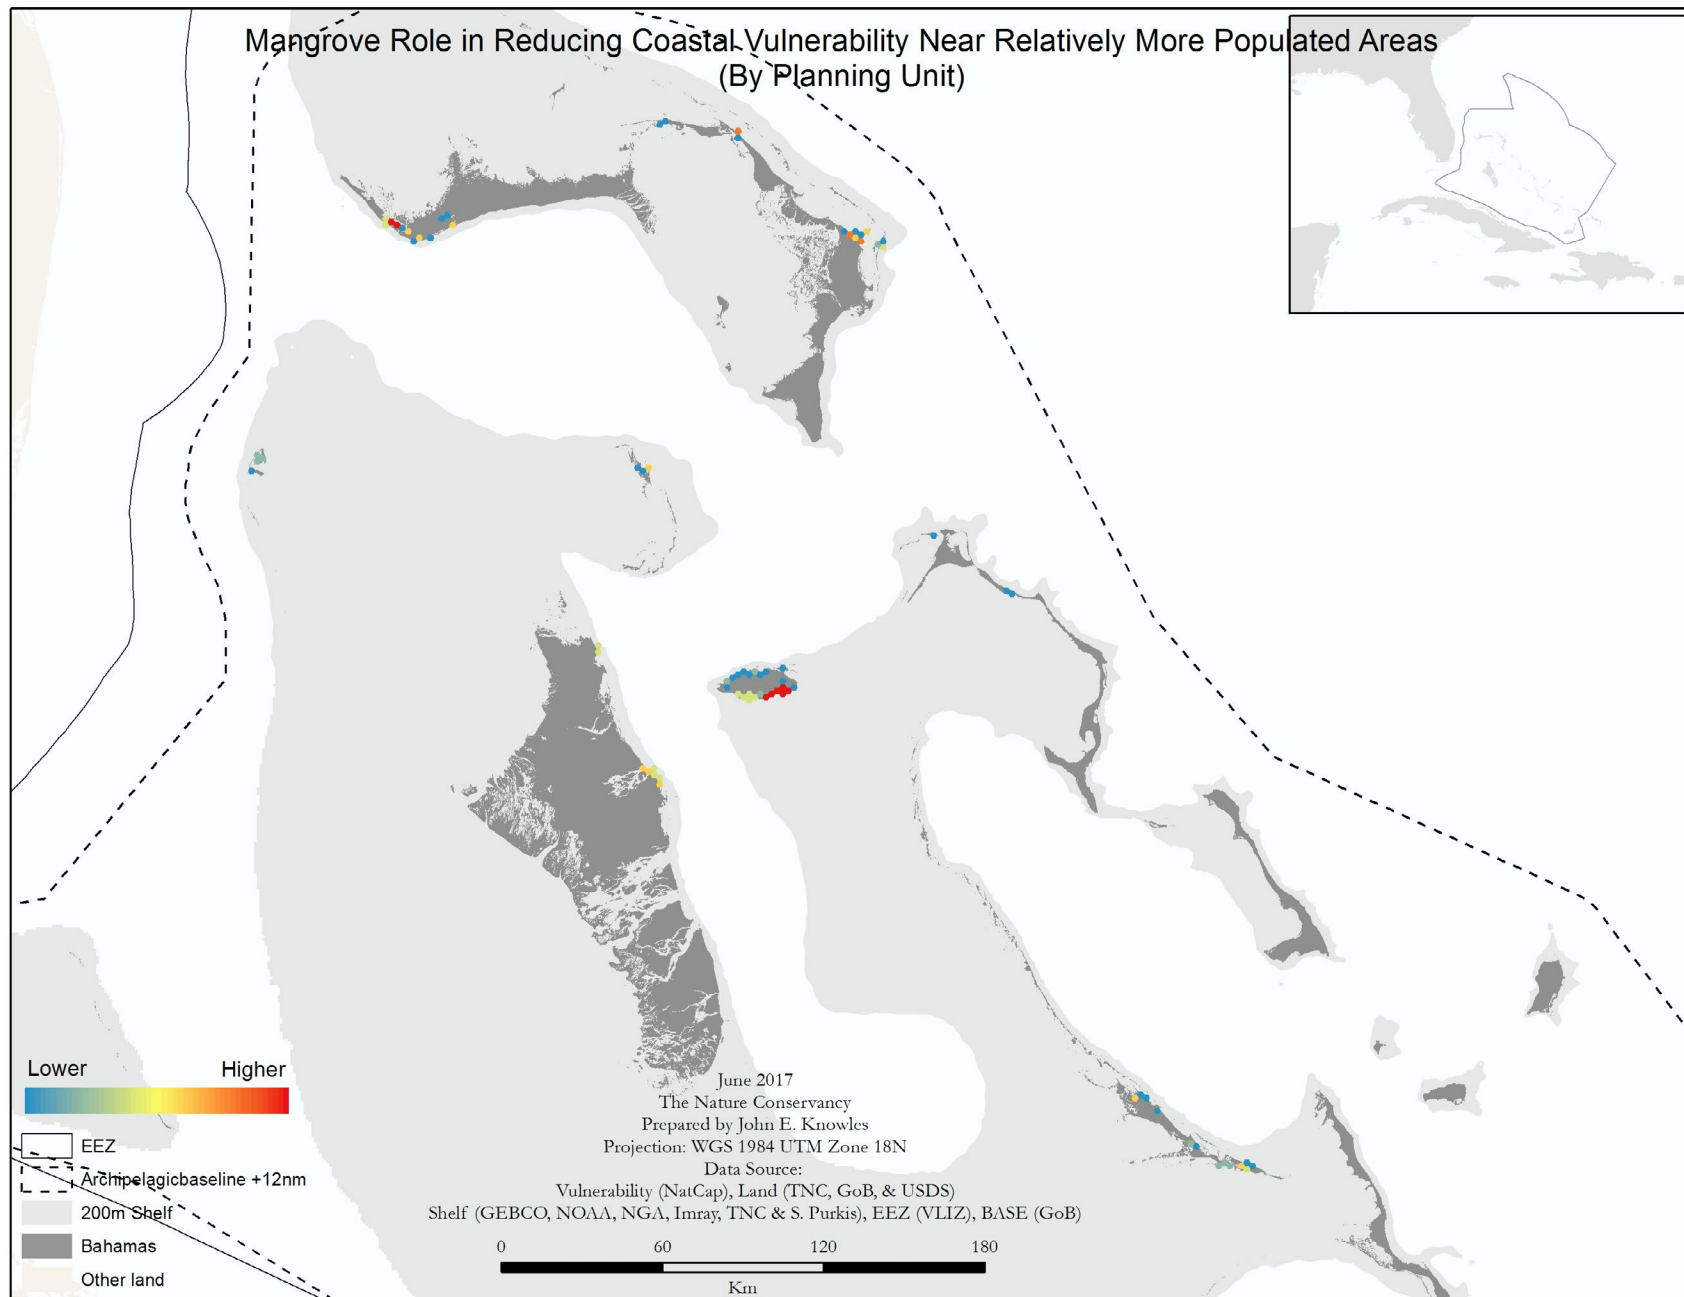 Mangrove Role in Reducing Coastal Vulnerability Near Relatively More Populated Areas
(By Planning Unit)
Lower Higher
EEZ
Archipelagicbaseline +12nm
200m Shelf
Bahamas
Other land
June 2017
The Nature Conservancy
Prepared by John E. Knowles
Projection: WGS 1984 UTM Zone 18N
Data Source:
Vulnerability (NatCap), Land (TNC, GoB, & USDS)
Shelf (GEBCO, NOAA, NGA, Imray, TNC & S. Purkis), EEZ (VLIZ), BASE (GoB)
0 60 120 180
Km